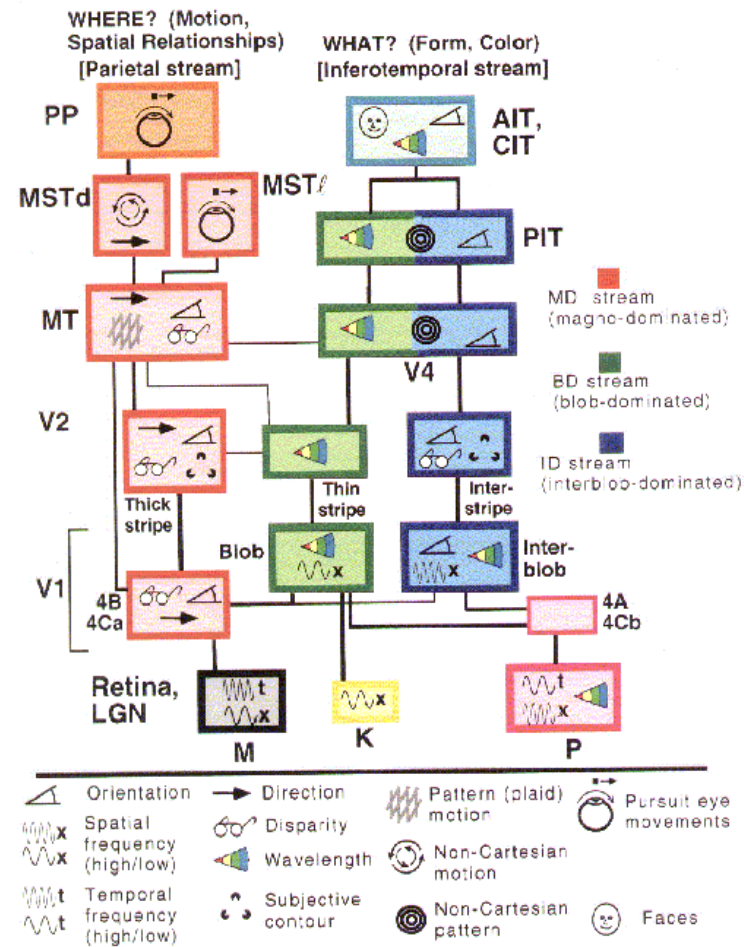 WHERE? (Motion,
Spatial Relationships)
[Parietal stream]
WHAT? (Form, Color)
[Inferotemporal stream]
PP
AIT,
CIT
MSTd
MSTℓ
PIT
MD stream
(magno-dominated)
MT
V4
BD stream
(blob-dominated)
V2
ID stream
(interblob-dominated)
Thick
stripe
Thin
stripe
Inter-
stripe
Blob
Inter-
blob
V1
x
x
4B
4Ca
4A
4Cb
Retina,
LGN
t
x
x
t
x
M
K
P
Orientation
Direction
Pattern (plaid)
motion
Pursuit eye
movements
x
x
Spatial
frequency
(high/low)
Disparity
Wavelength
Non-Cartesian
motion
t
t
Temporal
frequency
(high/low)
Subjective
contour
Non-Cartesian
pattern
Faces